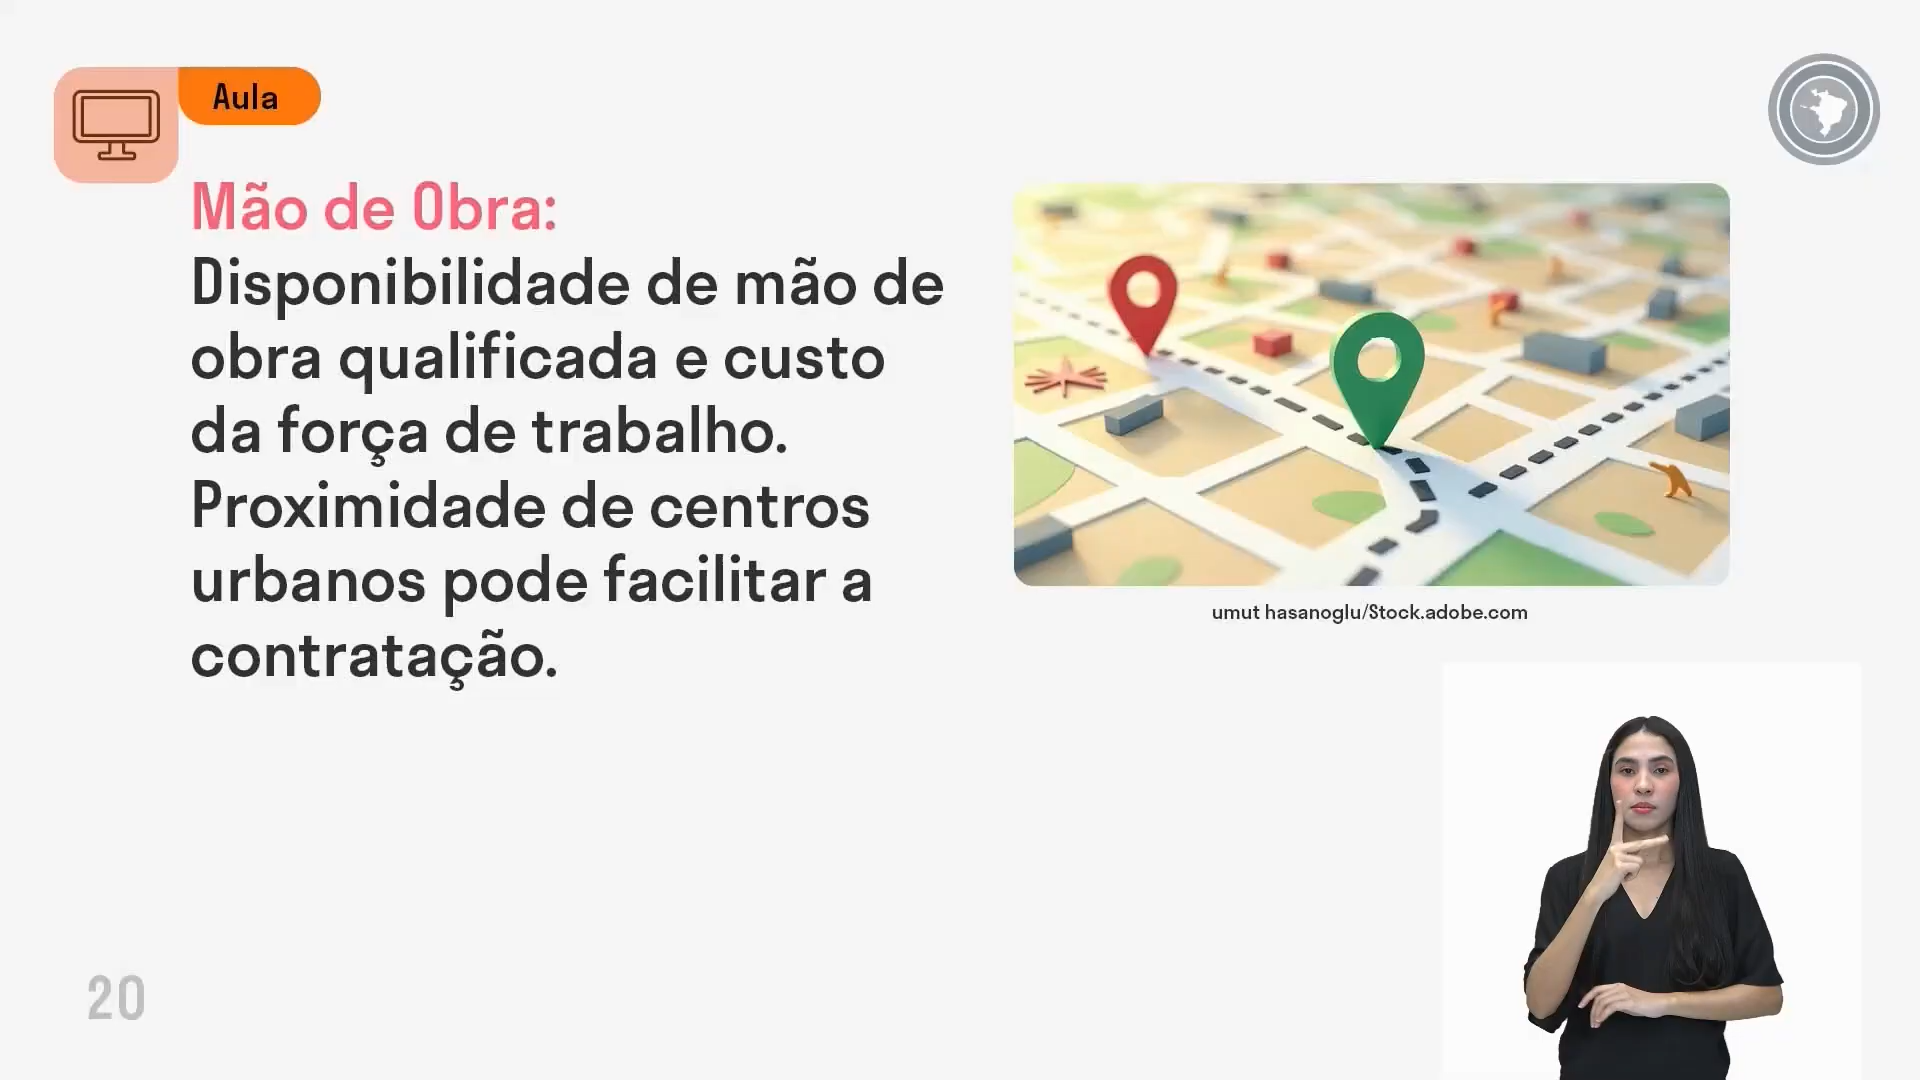 Aula
Mão de Obra:
Disponibilidade de mão de
obra qualificada e custo
da força de trabalho.
Proximidade de centros
urbanos pode facilitar a
contratação.
umut hasanoglu/Stock.adobe.com
20